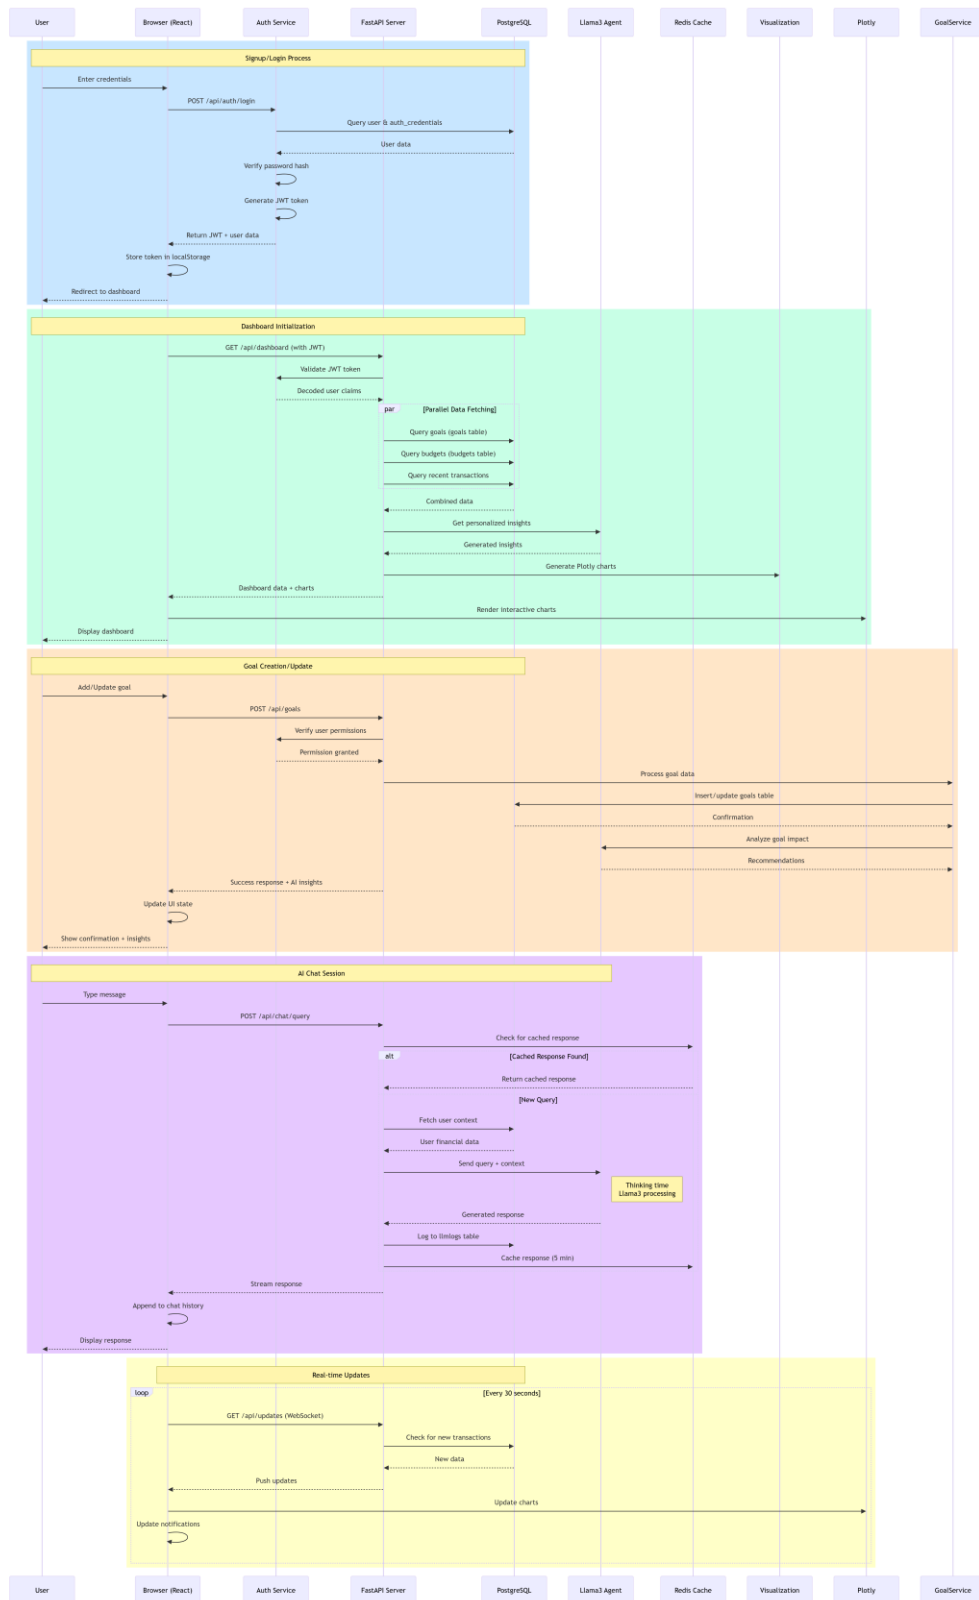 User
Browser (React)
Auth Service
FastAPI Server
PostgreSQL
Llama3 Agent
Redis Cache
Visualization
Plotly
GoalService
Signup/Login Process
Enter credentials
POST /api/auth/login
Query user & auth_credentials
User data
Verify password hash
Generate JWT token
Return JWT + user data
Store token in localStorage
Redirect to dashboard
Dashboard Initialization
GET /api/dashboard (with JWT)
Validate JWT token
Decoded user claims
par
[Parallel Data Fetching]
Query goals (goals table)
Query budgets (budgets table)
Query recent transactions
Combined data
Get personalized insights
Generated insights
Generate Plotly charts
Dashboard data + charts
Render interactive charts
Display dashboard
Goal Creation/Update
Add/Update goal
POST /api/goals
Verify user permissions
Permission granted
Process goal data
Insert/update goals table
Confirmation
Analyze goal impact
Recommendations
Success response + AI insights
Update UI state
Show confirmation + insights
AI Chat Session
Type message
POST /api/chat/query
Check for cached response
alt
[Cached Response Found]
Return cached response
[New Query]
Fetch user context
User financial data
Send query + context
Thinking time
Llama3 processing
Generated response
Log to llmlogs table
Cache response (5 min)
Stream response
Append to chat history
Display response
Real-time Updates
loop
[Every 30 seconds]
GET /api/updates (WebSocket)
Check for new transactions
New data
Push updates
Update charts
Update notifications
User
Browser (React)
Auth Service
FastAPI Server
PostgreSQL
Llama3 Agent
Redis Cache
Visualization
Plotly
GoalService